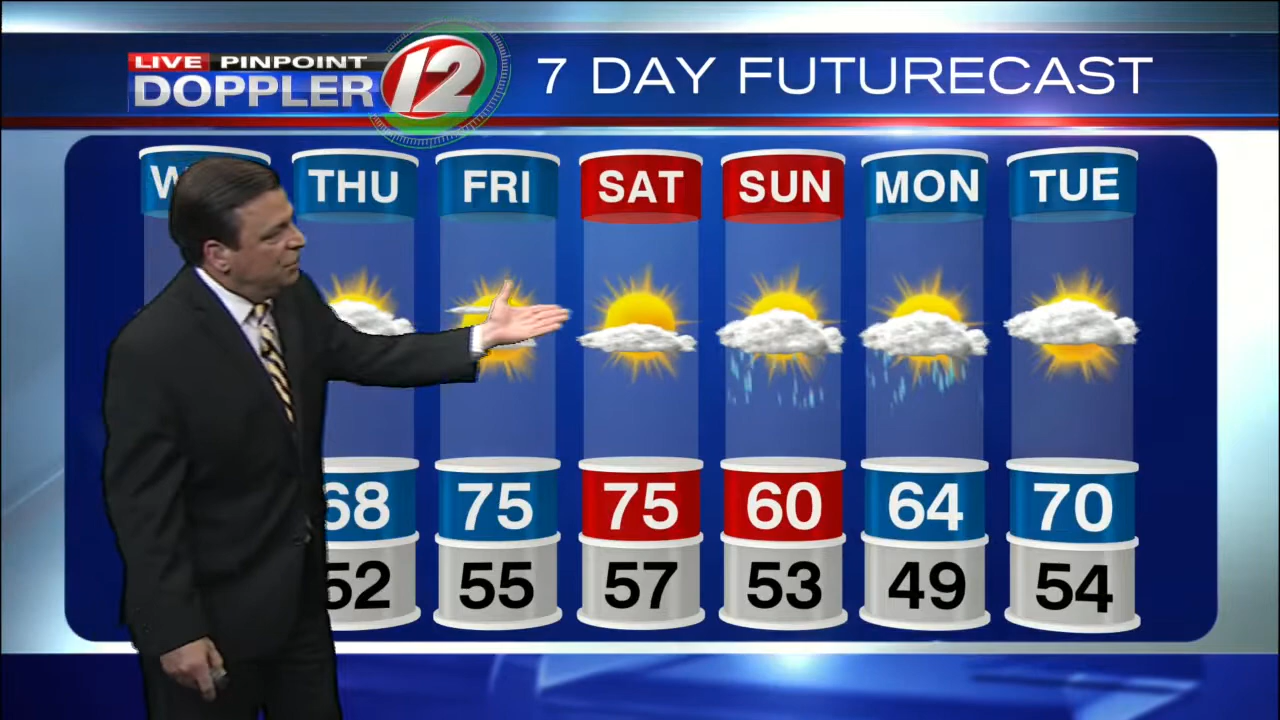 LIVE PINPOINT
DOPPLER 12
7 DAY FUTURECAST
W THU FRI SAT SUN MON TUE
68 75 75 60 64 70
52 55 57 53 49 54